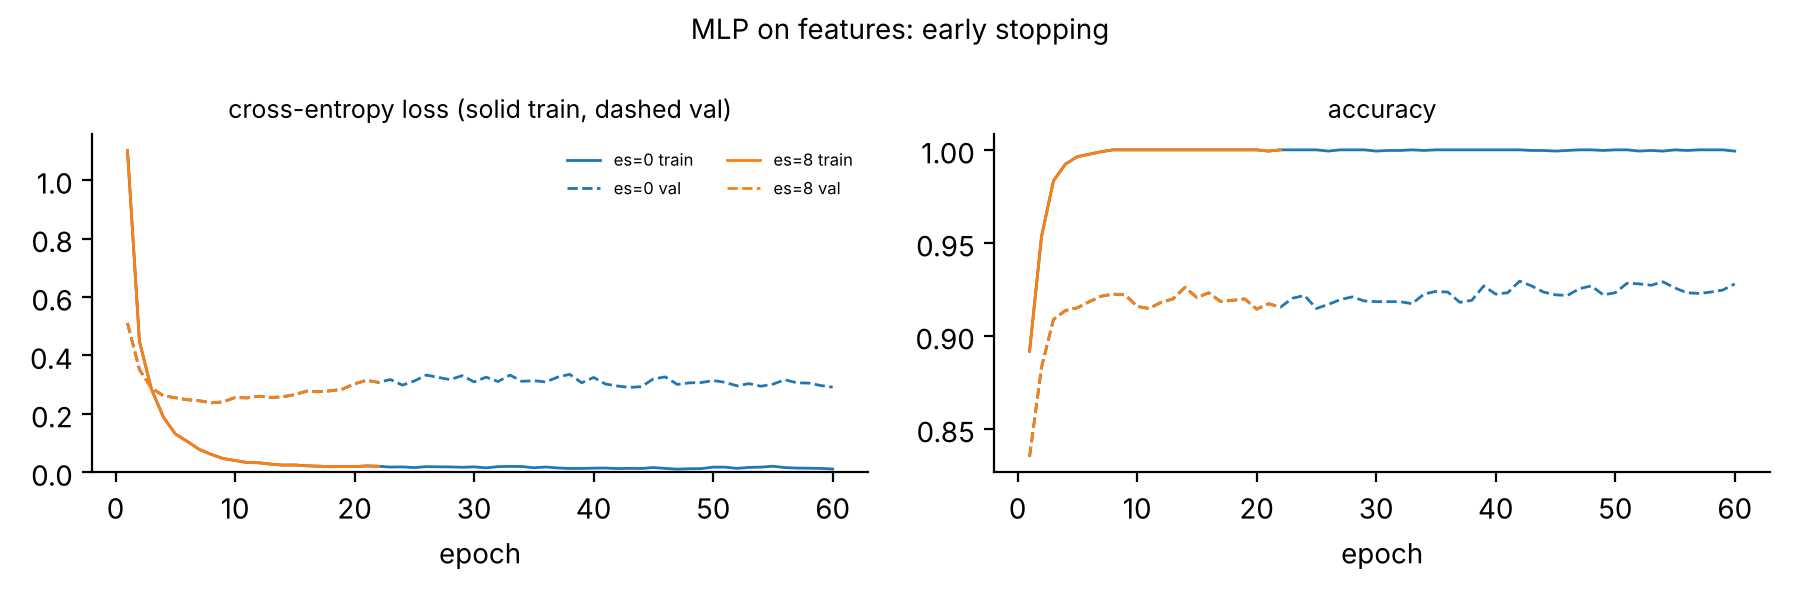 MLP on features: early stopping
cross-entropy loss (solid train, dashed val)
es=0 train
es=0 val
es=8 train
es=8 val
1.0
0.8
0.6
0.4
0.2
0.0
0 10 20 30 40 50 60
epoch
accuracy
1.00
0.95
0.90
0.85
0 10 20 30 40 50 60
epoch